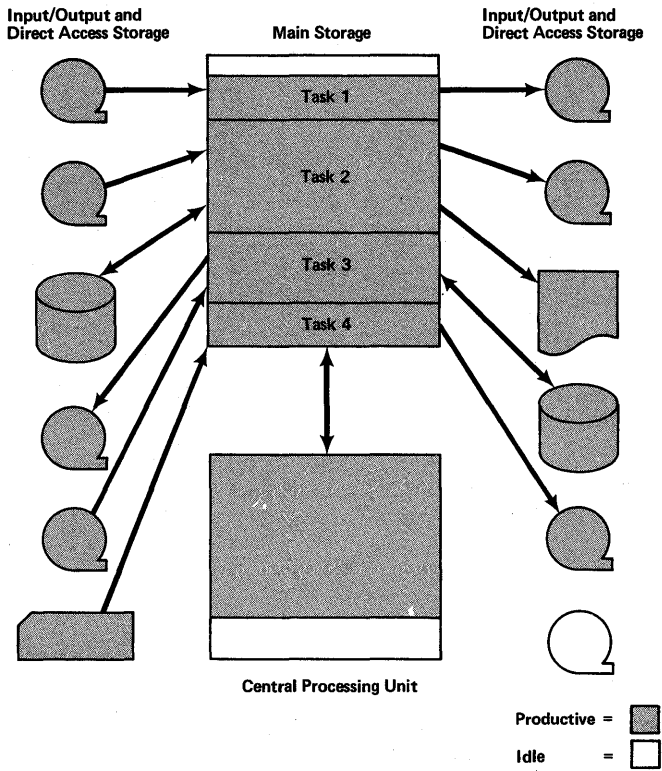 Input/Output and
Direct Access Storage
Main Storage
Input/Output and
Direct Access Storage
Task 1
Task 2
Task 3
Task 4
Central Processing Unit
Productive =
Idle =